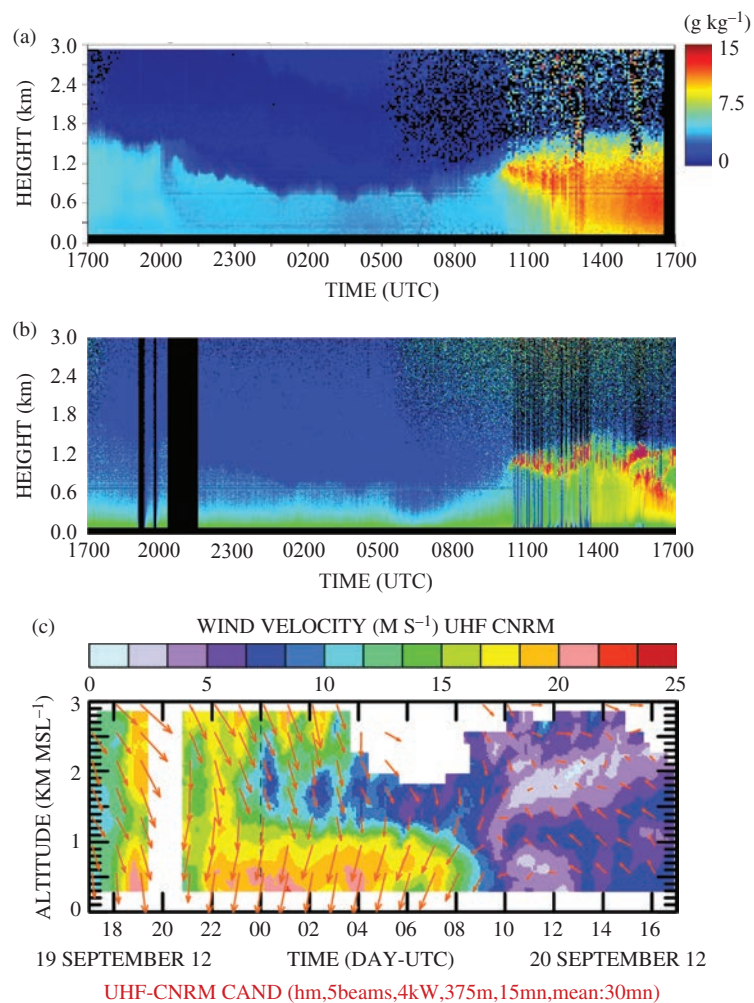 (g kg⁻¹)
(a)
15
7.5
0
3.0
2.4
1.8
1.2
0.6
0.0
HEIGHT (km)
1700 2000 2300 0200 0500 0800 1100 1400 1700
TIME (UTC)
(b)
3.0
2.4
1.8
1.2
0.6
0.0
HEIGHT (km)
1700 2000 2300 0200 0500 0800 1100 1400 1700
TIME (UTC)
(c)
WIND VELOCITY (M S⁻¹) UHF CNRM
0 5 10 15 20 25
3
2
1
0
ALTITUDE (KM MSL⁻¹)
18 20 22 00 02 04 06 08 10 12 14 16
19 SEPTEMBER 12 TIME (DAY-UTC) 20 SEPTEMBER 12
UHF-CNRM CAND (hm,5beams,4kW,375m,15mn,mean:30mn)